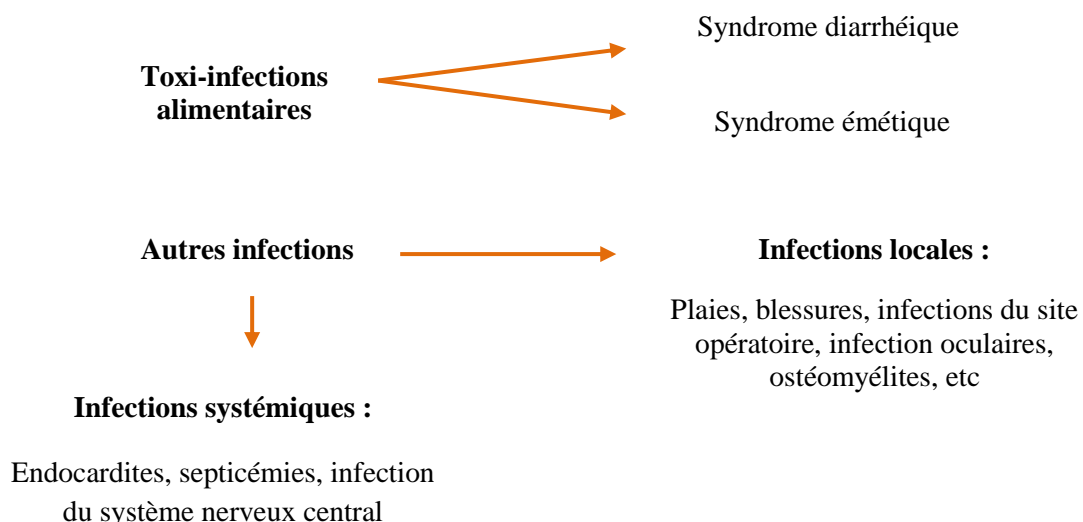 Syndrome diarrhéique
Toxi-infections
alimentaires
Syndrome émétique
Autres infections
Infections locales :
Plaies, blessures, infections du site
opératoire, infection oculaires,
ostéomyélites, etc
Infections systémiques :
Endocardites, septicémies, infection
du système nerveux central